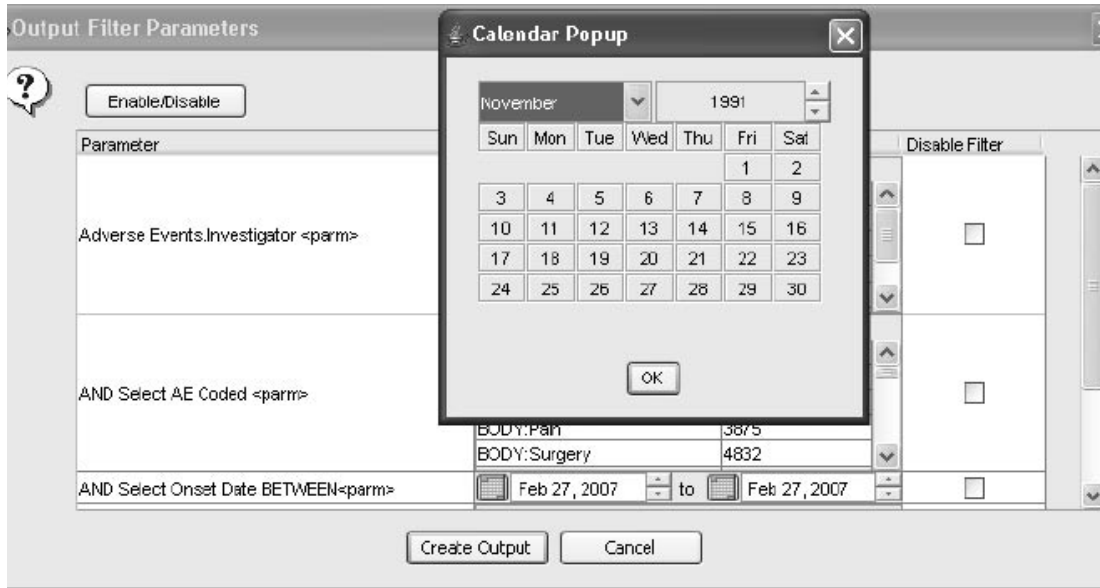 Output Filter Parameters
Calendar Popup
?
Enable/Disable
November 1991
Sun Mon Tue Wed Thu Fri Sat
1 2
3 4 5 6 7 8 9
10 11 12 13 14 15 16
17 18 19 20 21 22 23
24 25 26 27 28 29 30
OK
Parameter Disable Filter
Adverse Events.Investigator <parm>
AND Select AE Coded <parm>
BODY:Pain 3875
BODY:Surgery 4832
AND Select Onset Date BETWEEN<parm> Feb 27, 2007 to Feb 27, 2007
Create Output Cancel